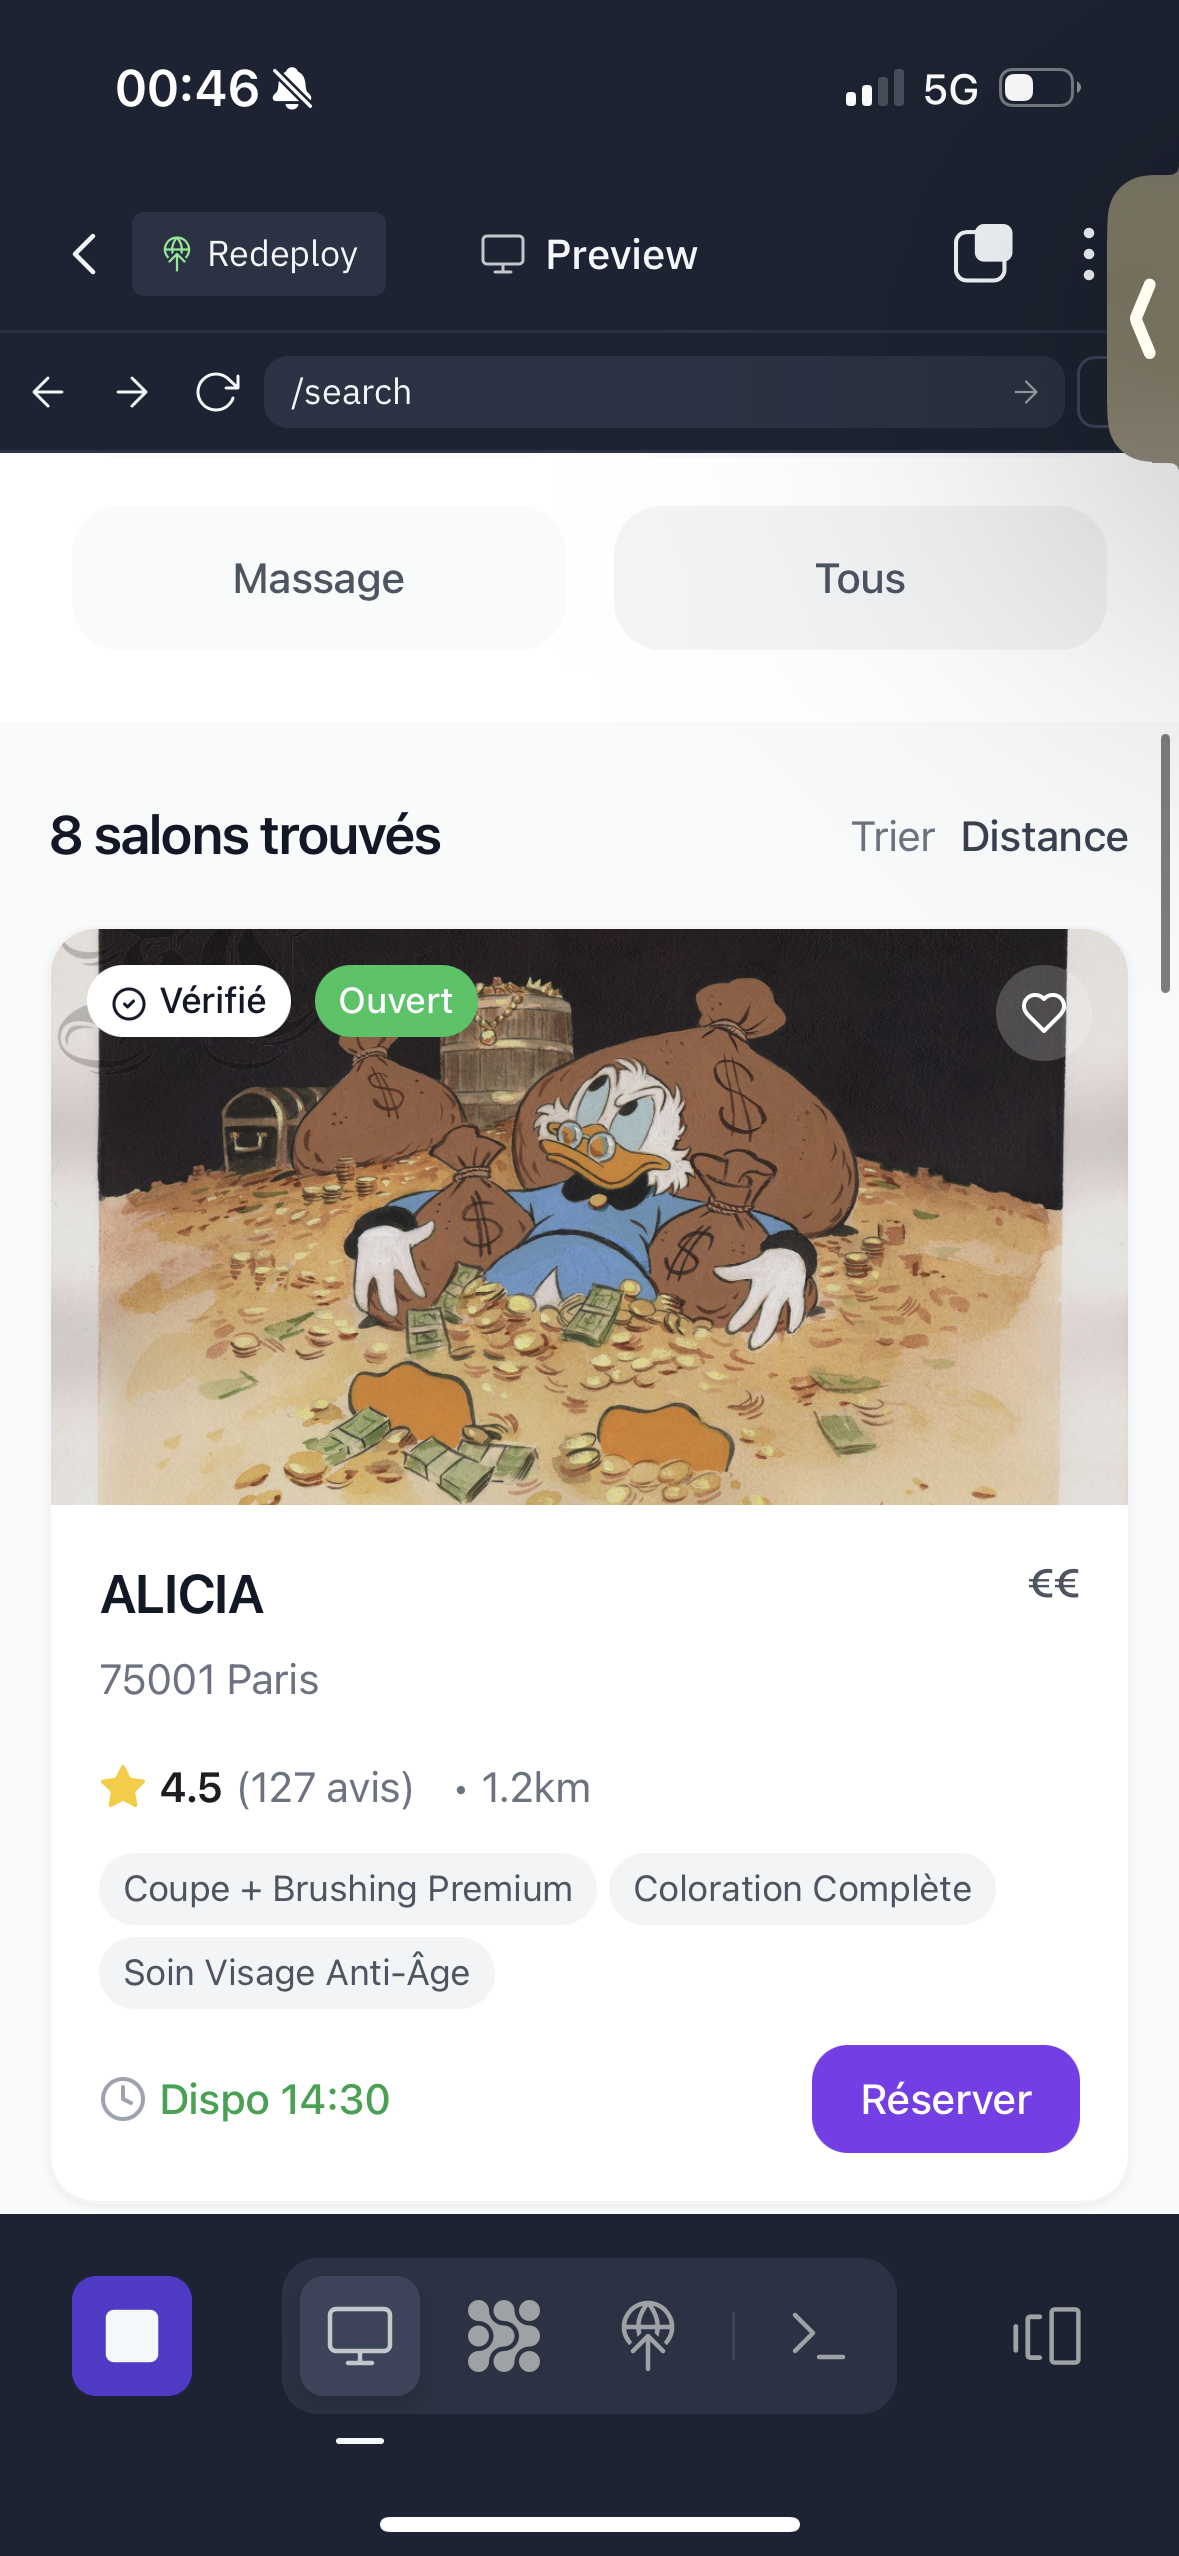 00:46 5G
Redeploy Preview
/search
Massage Tous
8 salons trouvés Trier Distance
Vérifié Ouvert
$ $ $ $
ALICIA €€
75001 Paris
4.5 (127 avis) • 1.2km
Coupe + Brushing Premium Coloration Complète
Soin Visage Anti-Âge
Dispo 14:30 Réserver